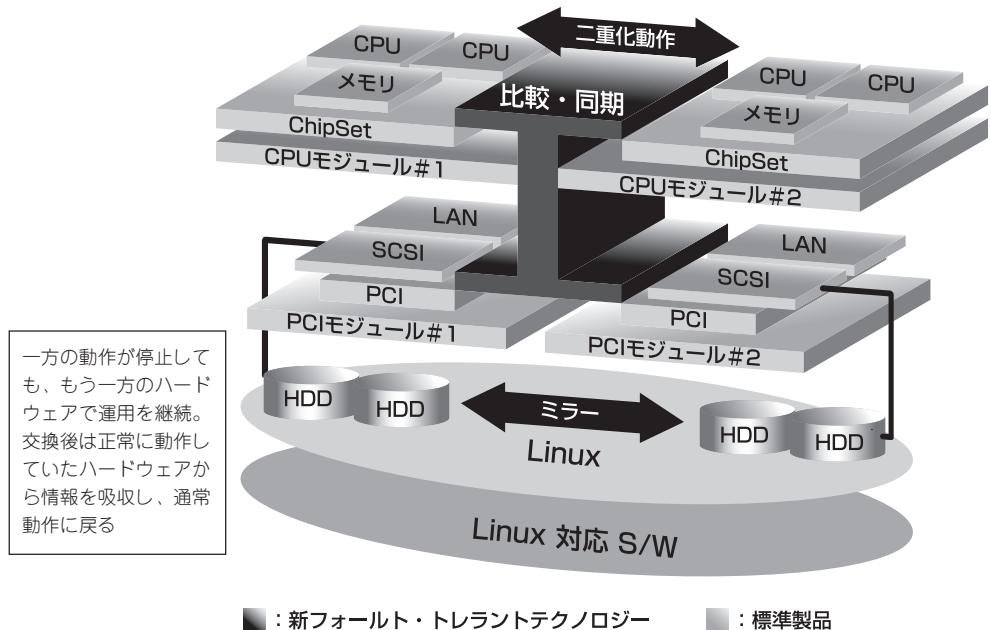 二重化動作
CPU
CPU
メモリ
ChipSet
CPUモジュール#1
比較・同期
CPU
CPU
メモリ
ChipSet
CPUモジュール#2
LAN
SCSI
PCI
PCIモジュール#1
LAN
SCSI
PCI
PCIモジュール#2
一方の動作が停止して
も、もう一方のハード
ウェアで運用を継続。
交換後は正常に動作し
ていたハードウェアか
ら情報を吸収し、通常
動作に戻る
HDD
HDD
ミラー
HDD
HDD
Linux
Linux 対応 S/W
：新フォールト・トレラントテクノロジー
：標準製品